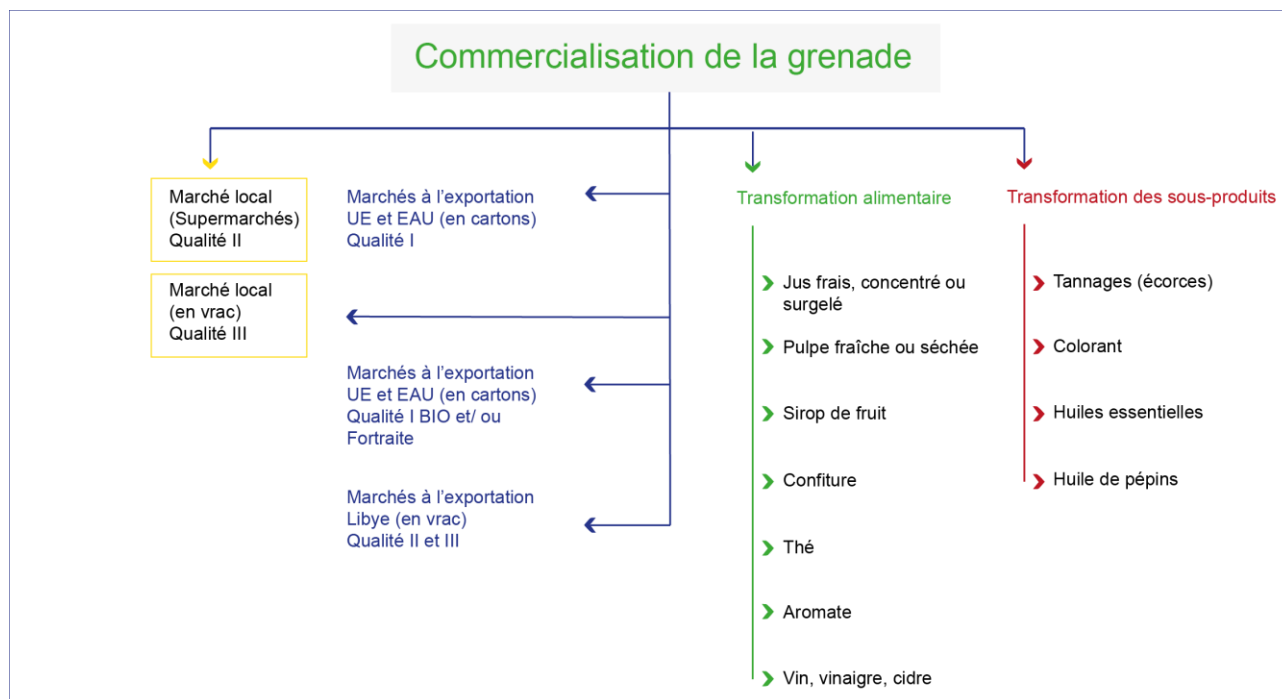 Commercialisation de la grenade
Marché local
(Supermarchés)
Qualité II
Marché local
(en vrac)
Qualité III
Marchés à l’exportation
UE et EAU (en cartons)
Qualité I
Marchés à l’exportation
UE et EAU (en cartons)
Qualité I BIO et/ ou
Fortraite
Marchés à l’exportation
Libye (en vrac)
Qualité II et III
Transformation alimentaire
Jus frais, concentré ou
surgelé
Pulpe fraîche ou séchée
Sirop de fruit
Confiture
Thé
Aromate
Vin, vinaigre, cidre
Transformation des sous-produits
Tannages (écorces)
Colorant
Huiles essentielles
Huile de pépins